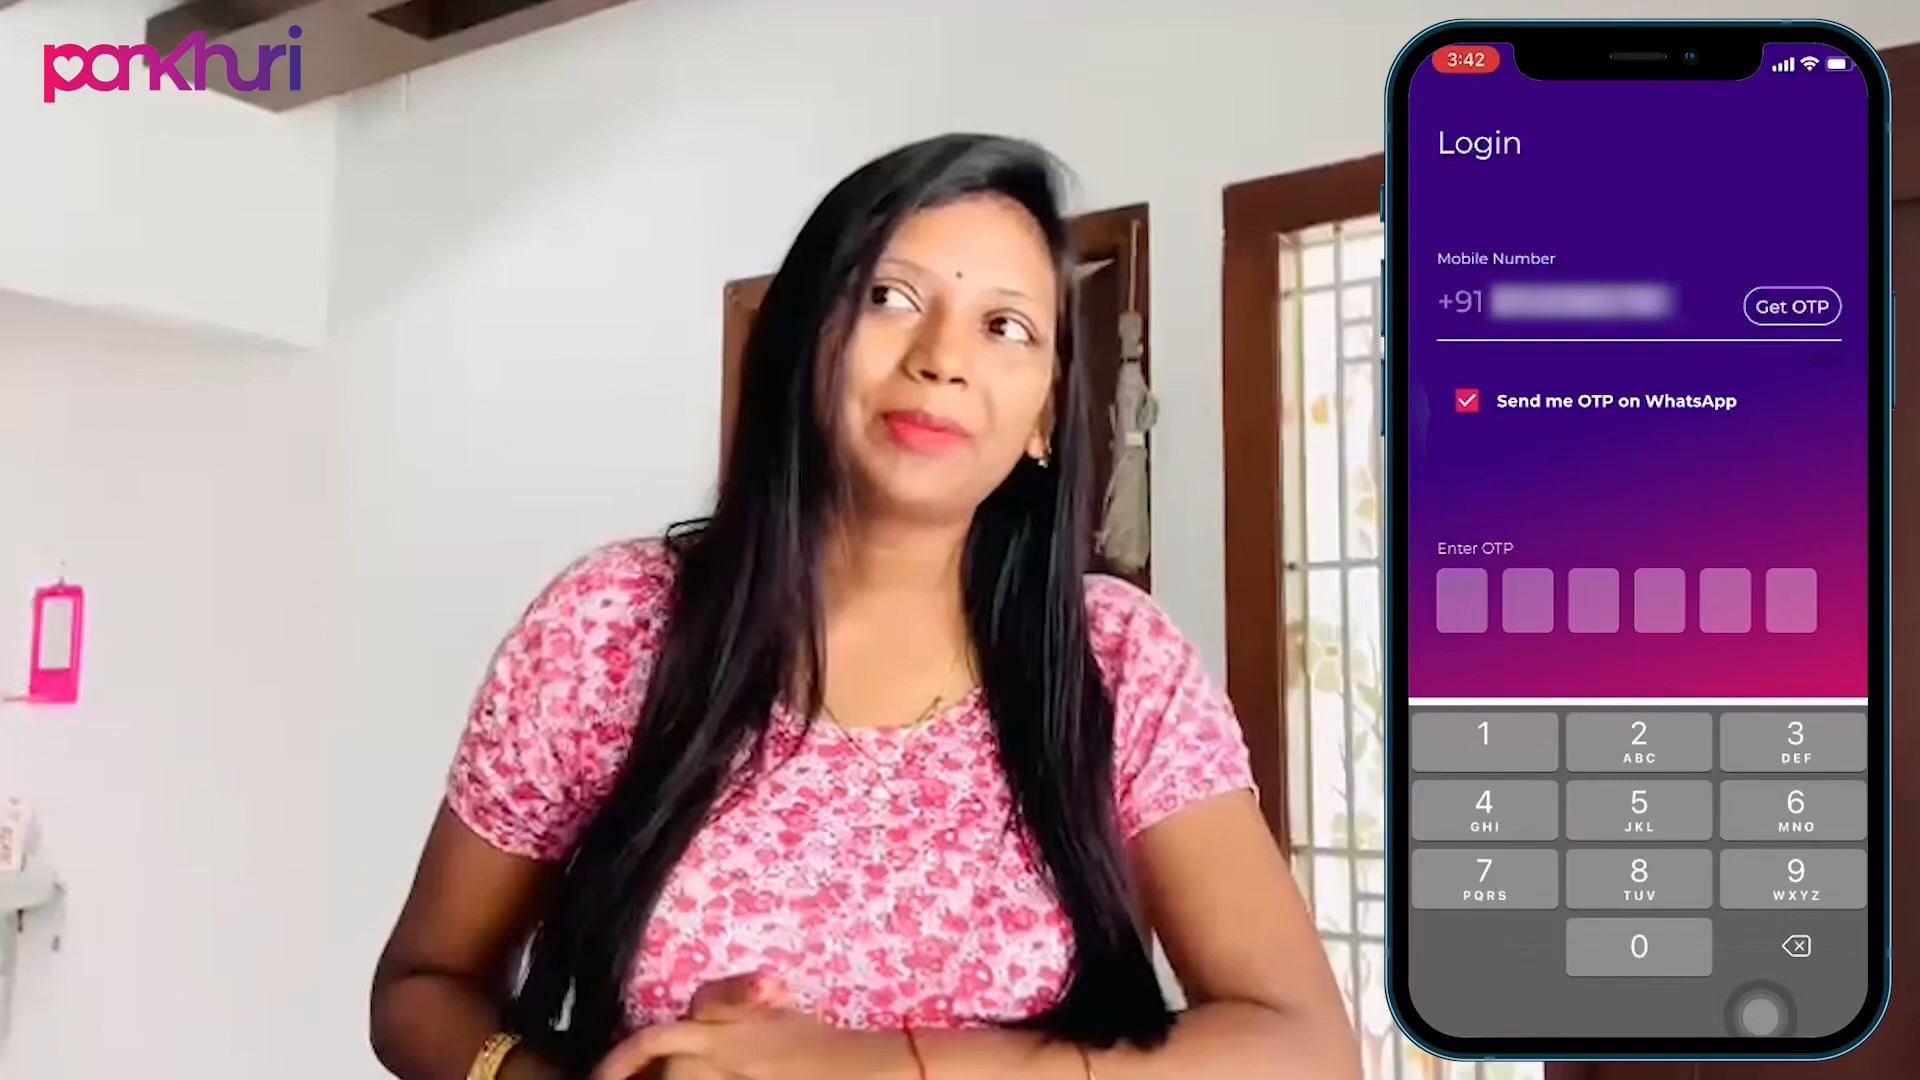 pankhuri
3:42
Login
Mobile Number
+91
Get OTP
Send me OTP on WhatsApp
Enter OTP
1
2
ABC
3
DEF
4
GHI
5
JKL
6
MNO
7
PQRS
8
TUV
9
WXYZ
0